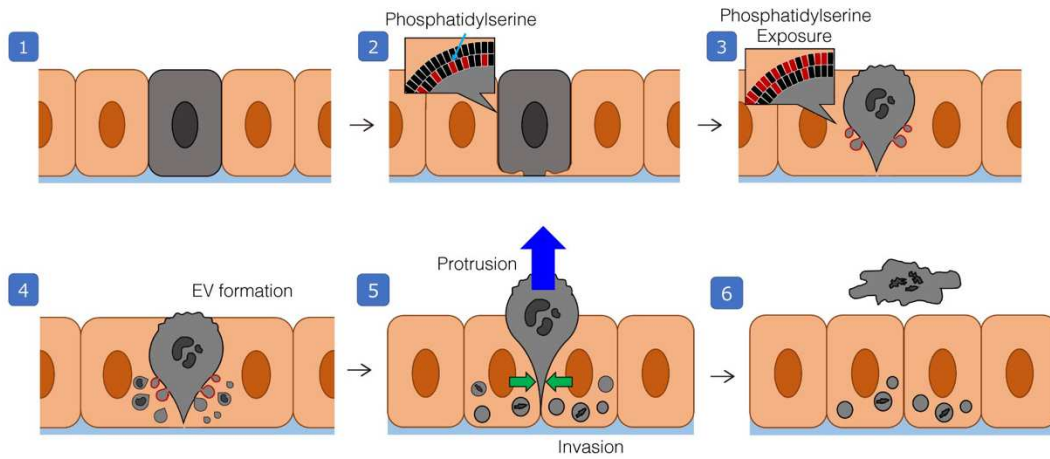 1
2
Phosphatidylserine
3
Phosphatidylserine
Exposure
4
EV formation
5
Protrusion
Invasion
6